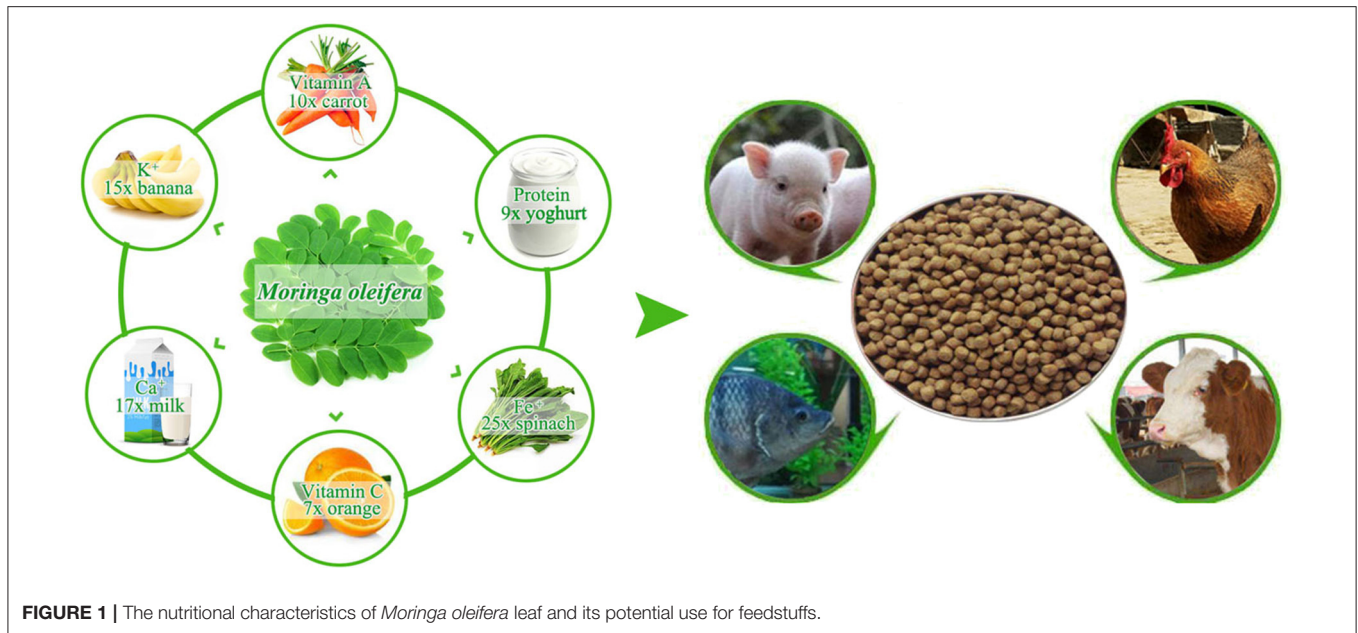 Vitamin A
10x carrot
K⁺
15x banana
Protein
9x yoghurt
Moringa oleifera
Ca⁺
17x milk
Fe⁺
25x spinach
Vitamin C
7x orange
FIGURE 1 | The nutritional characteristics of Moringa oleifera leaf and its potential use for feedstuffs.